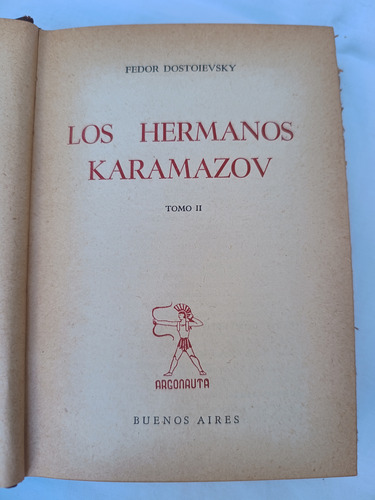 FEDOR DOSTOIEVSKY
LOS HERMANOS
KARAMAZOV
TOMO II
ARGONAUTA
BUENOS AIRES